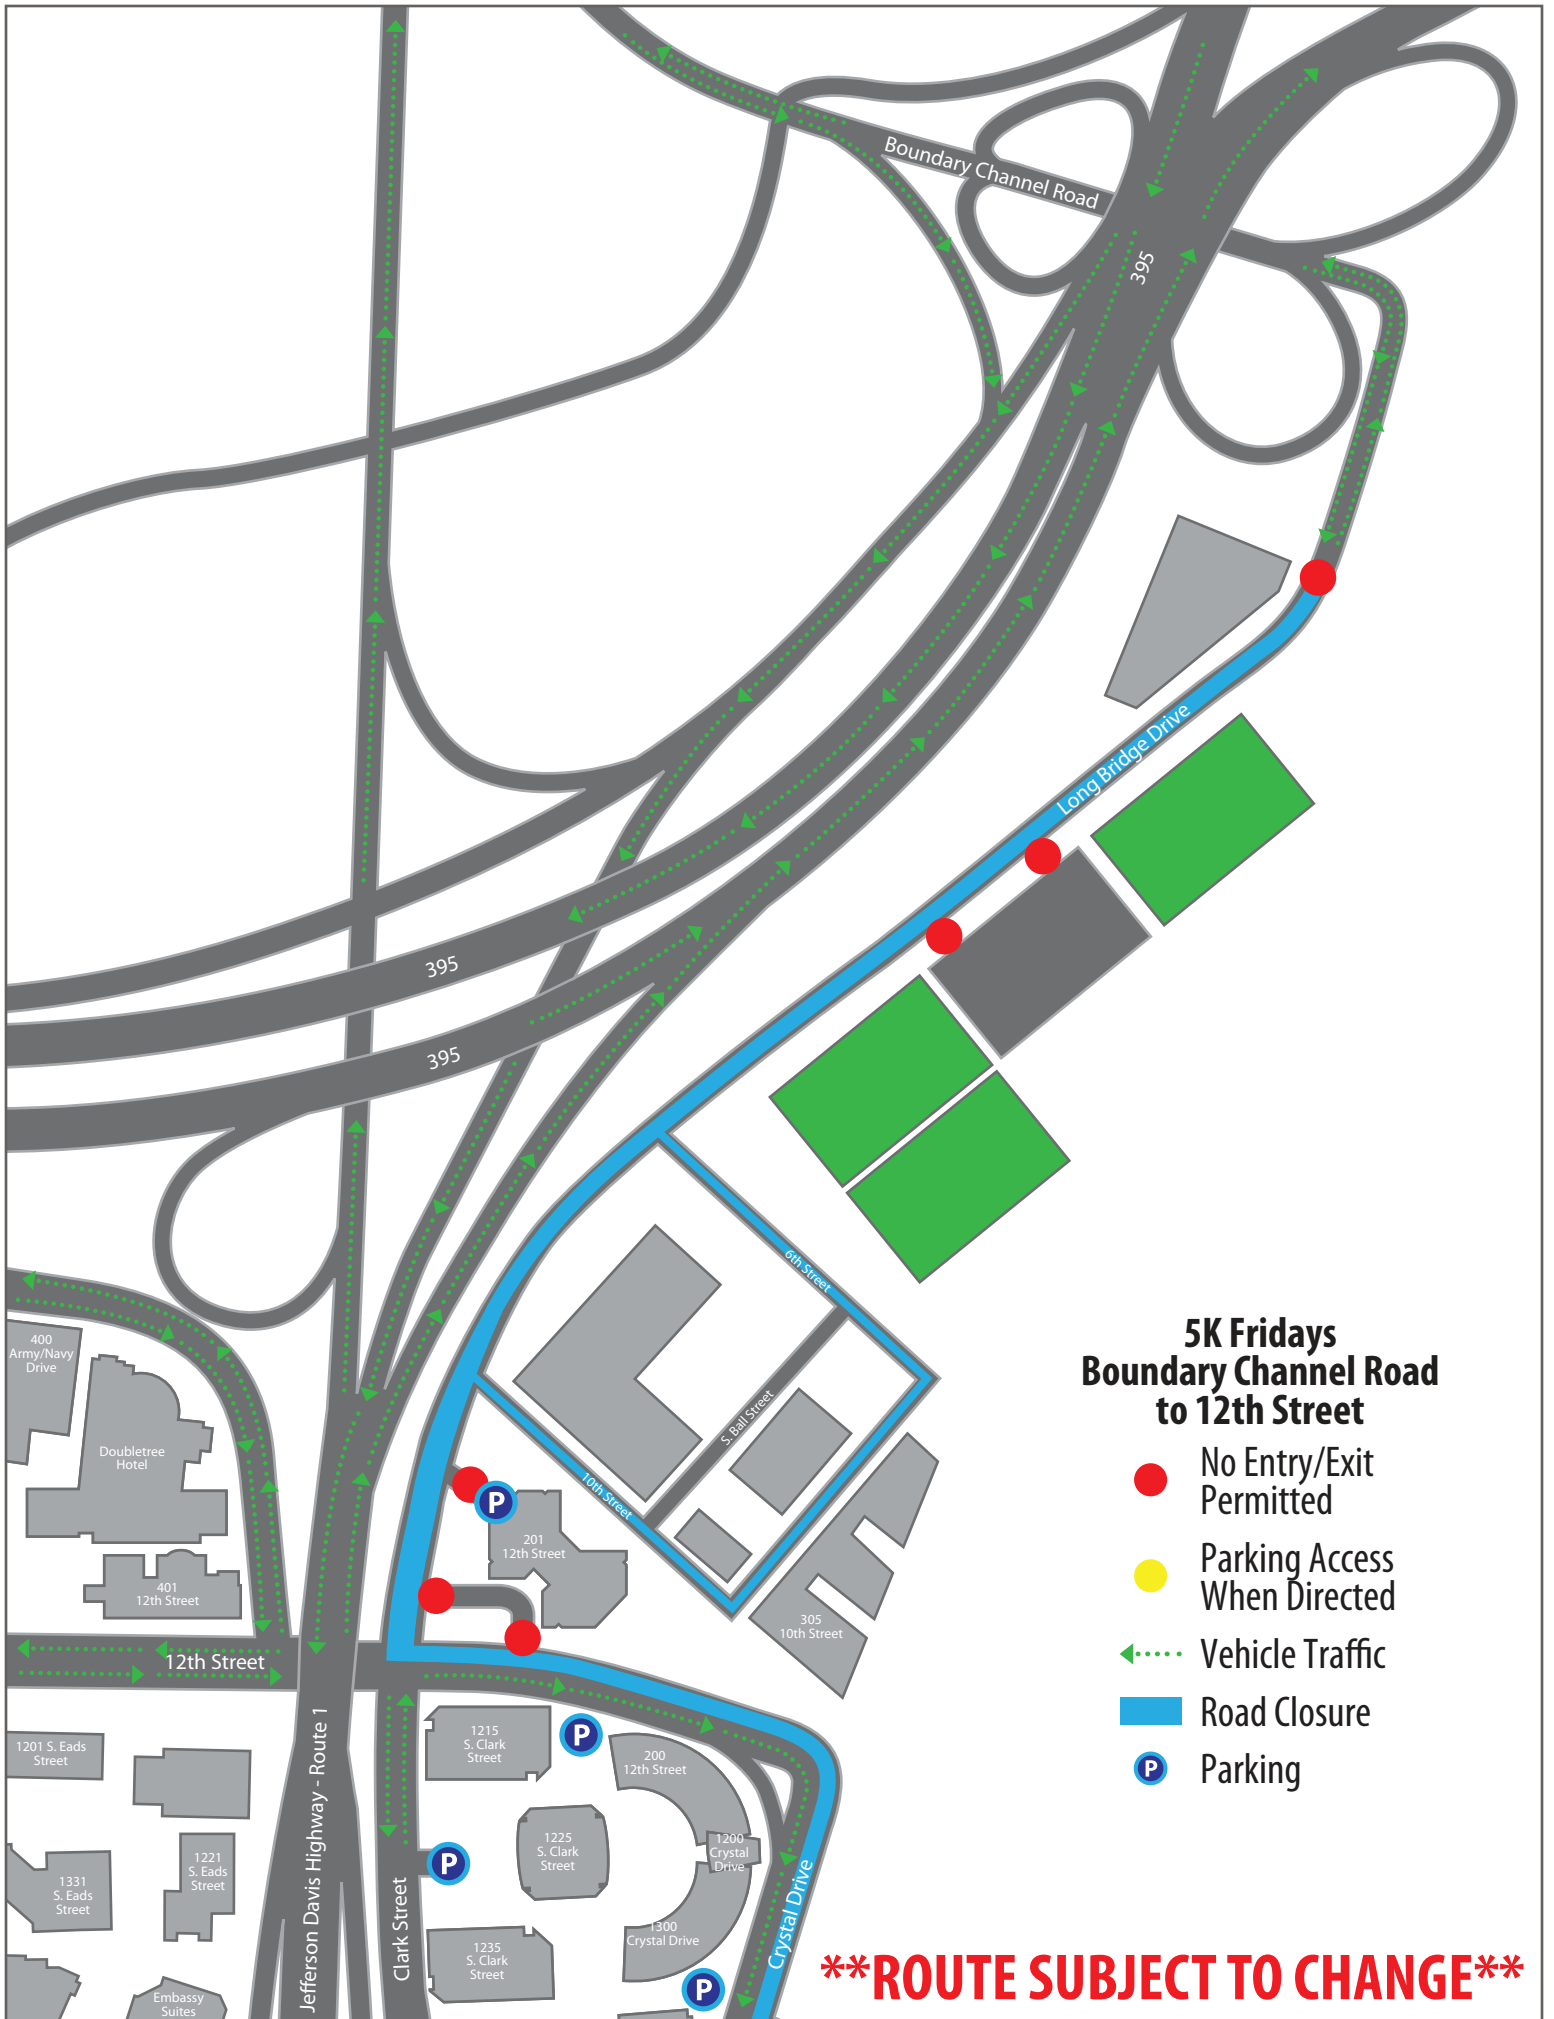 Boundary Channel Road
395
Long Bridge Drive
395
395
6th Street
400
Army/Navy
Drive
Doubletree
Hotel
S. Ball Street
10th Street
P
201
12th Street
401
12th Street
305
10th Street
12th Street
1201 S. Eads
Street
1215
S. Clark
Street
P
200
12th Street
1221
S. Eads
Street
1225
S. Clark
Street
1200
Crystal
Drive
P
1331
S. Eads
Street
Jefferson Davis Highway - Route 1
Clark Street
1300
Crystal Drive
Crystal Drive
1235
S. Clark
Street
Embassy
Suites
P
5K Fridays
Boundary Channel Road
to 12th Street
No Entry/Exit
Permitted
Parking Access
When Directed
Vehicle Traffic
Road Closure
P
Parking
**ROUTE SUBJECT TO CHANGE**